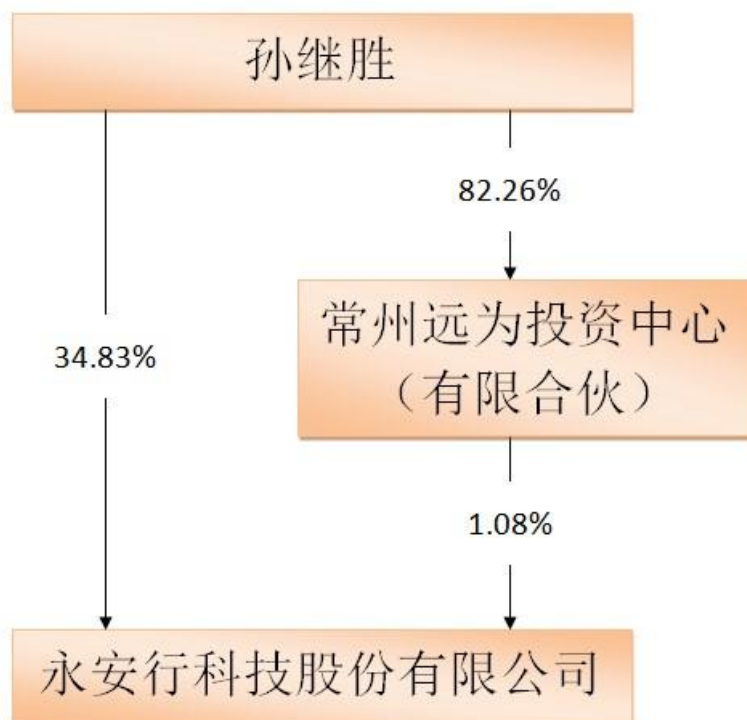 孙继胜
82.26%
常州远为投资中心
（有限合伙）
34.83%
1.08%
永安行科技股份有限公司